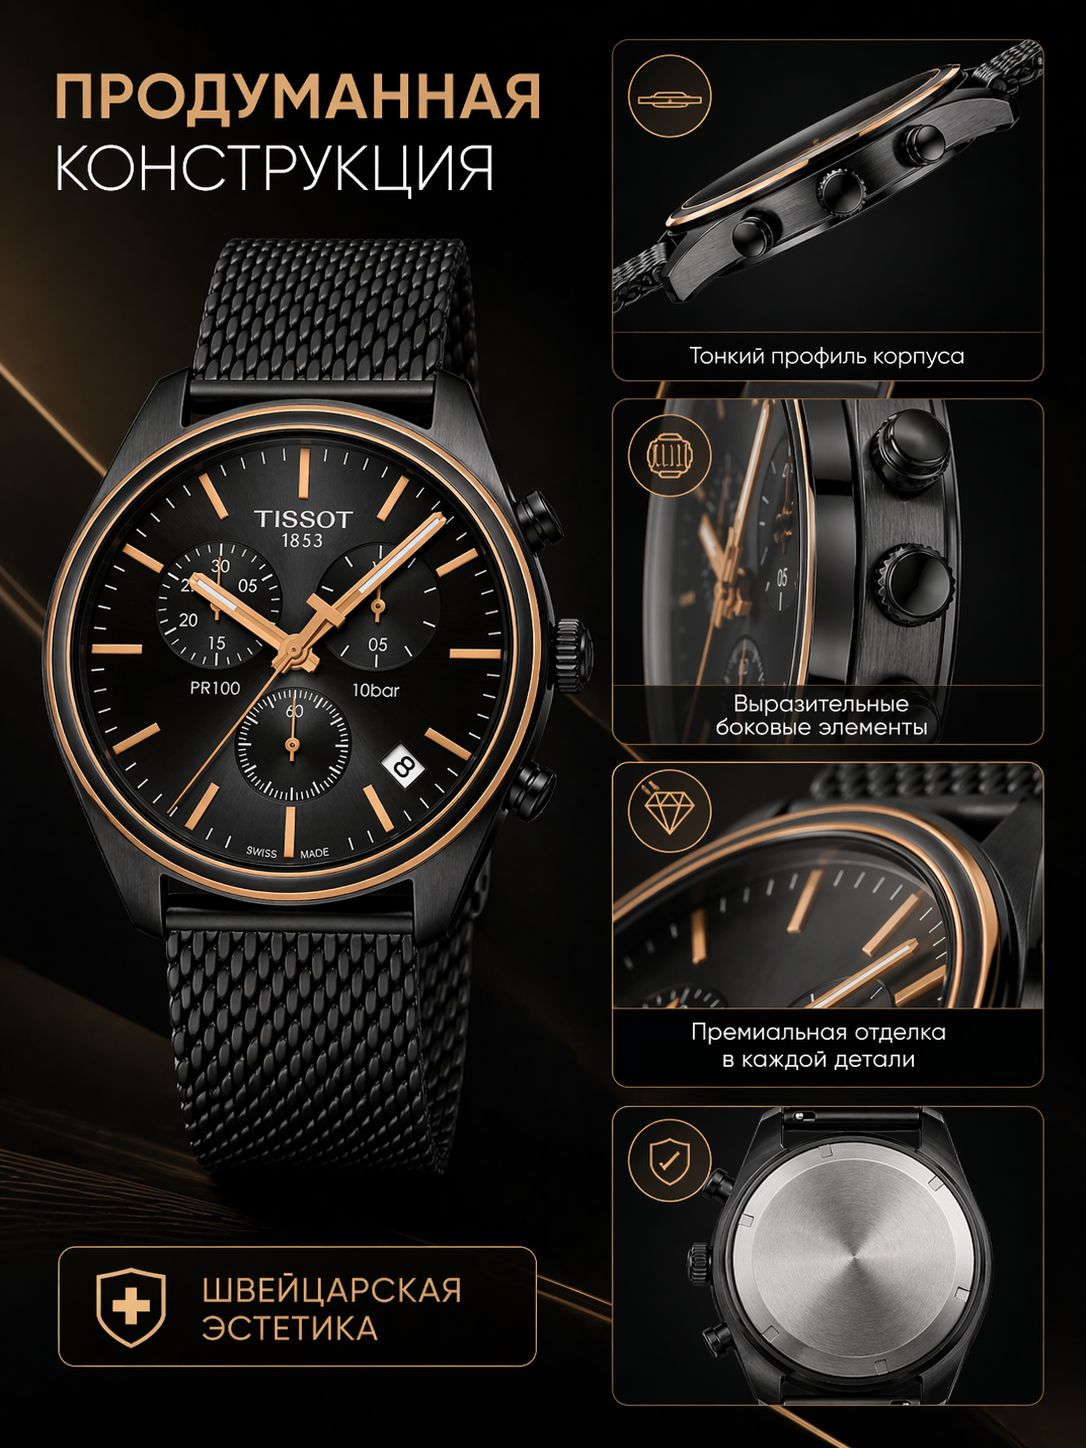 ПРОДУМАННАЯ
КОНСТРУКЦИЯ
TISSOT
1853
30
05
20
15
05
PR100
10bar
60
8
SWISS MADE
ШВЕЙЦАРСКАЯ
ЭСТЕТИКА
Тонкий профиль корпуса
05
Выразительные
боковые элементы
Премиальная отделка
в каждой детали